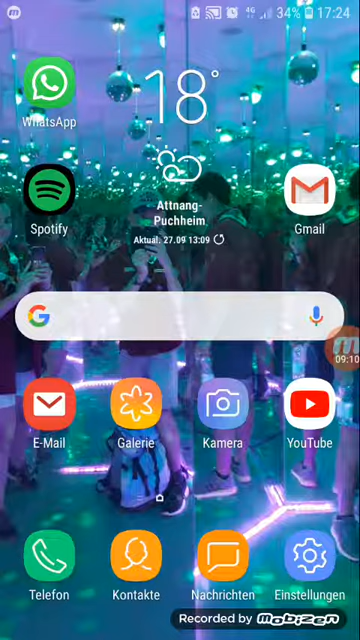 4G 34% 17:24
18°
WhatsApp
Attnang-
Puchheim
Spotify
Gmail
Aktual. 27.09 13:09
09:10
E-Mail
Galerie
Kamera
YouTube
Telefon
Kontakte
Nachrichten
Einstellungen
Recorded by mobizen